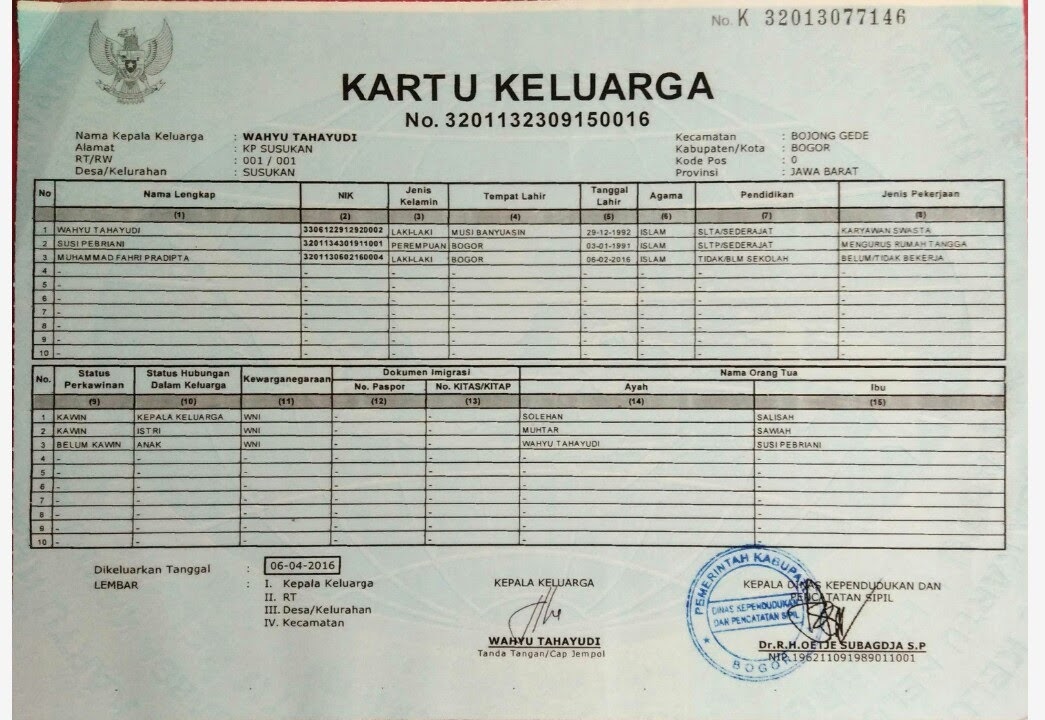 No. K 32013077146
KARTU KELUARGA
No. 3201132309150016
Nama Kepala Keluarga : WAHYU TAHAYUDI
Alamat : KP SUSUKAN
RT/RW : 001 / 001
Desa/Kelurahan : SUSUKAN
Kecamatan : BOJONG GEDE
Kabupaten/Kota : BOGOR
Kode Pos : 0
Provinsi : JAWA BARAT
No Nama Lengkap NIK Jenis Kelamin Tempat Lahir Tanggal Lahir Agama Pendidikan Jenis Pekerjaan
(1) (2) (3) (4) (5) (6) (7) (8)
1 WAHYU TAHAYUDI 3306122912920002 LAKI-LAKI MUSI BANYUASIN 29-12-1992 ISLAM SLTA/SEDERAJAT KARYAWAN SWASTA
2 SUSI PEBRIANI 3201134301911001 PEREMPUAN BOGOR 03-01-1991 ISLAM SLTP/SEDERAJAT MENGURUS RUMAH TANGGA
3 MUHAMMAD FAHRI PRADIPTA 3201130602160004 LAKI-LAKI BOGOR 06-02-2016 ISLAM TIDAK/BLM SEKOLAH BELUM/TIDAK BEKERJA
4 - - - - - - - -
5 - - - - - - - -
6 - - - - - - - -
7 - - - - - - - -
8 - - - - - - - -
9 - - - - - - - -
10 - - - - - - - -
No. Status Perkawinan Status Hubungan Dalam Keluarga Kewarganegaraan Dokumen Imigrasi Nama Orang Tua
No. Paspor No. KITAS/KITAP Ayah Ibu
(9) (10) (11) (12) (13) (14) (15)
1 KAWIN KEPALA KELUARGA WNI - - SOLEHAN SALISAH
2 KAWIN ISTRI WNI - - MUHTAR SAWIAH
3 BELUM KAWIN ANAK WNI - - WAHYU TAHAYUDI SUSI PEBRIANI
4 - - - - - - -
5 - - - - - - -
6 - - - - - - -
7 - - - - - - -
8 - - - - - - -
9 - - - - - - -
10 - - - - - - -
Dikeluarkan Tanggal : 06-04-2016
LEMBAR : I. Kepala Keluarga
II. RT
III. Desa/Kelurahan
IV. Kecamatan
KEPALA KELUARGA
WAHYU TAHAYUDI
Tanda Tangan/Cap Jempol
KEPALA DINAS KEPENDUDUKAN DAN
PENCATATAN SIPIL
PEMERINTAH KABUPA
DINAS KEPENDUDUKAN
DAN PENCATATAN SIPIL
BOGOR
Dr.R.H.OETJE SUBAGDJA S.P
NIP.196211091989011001